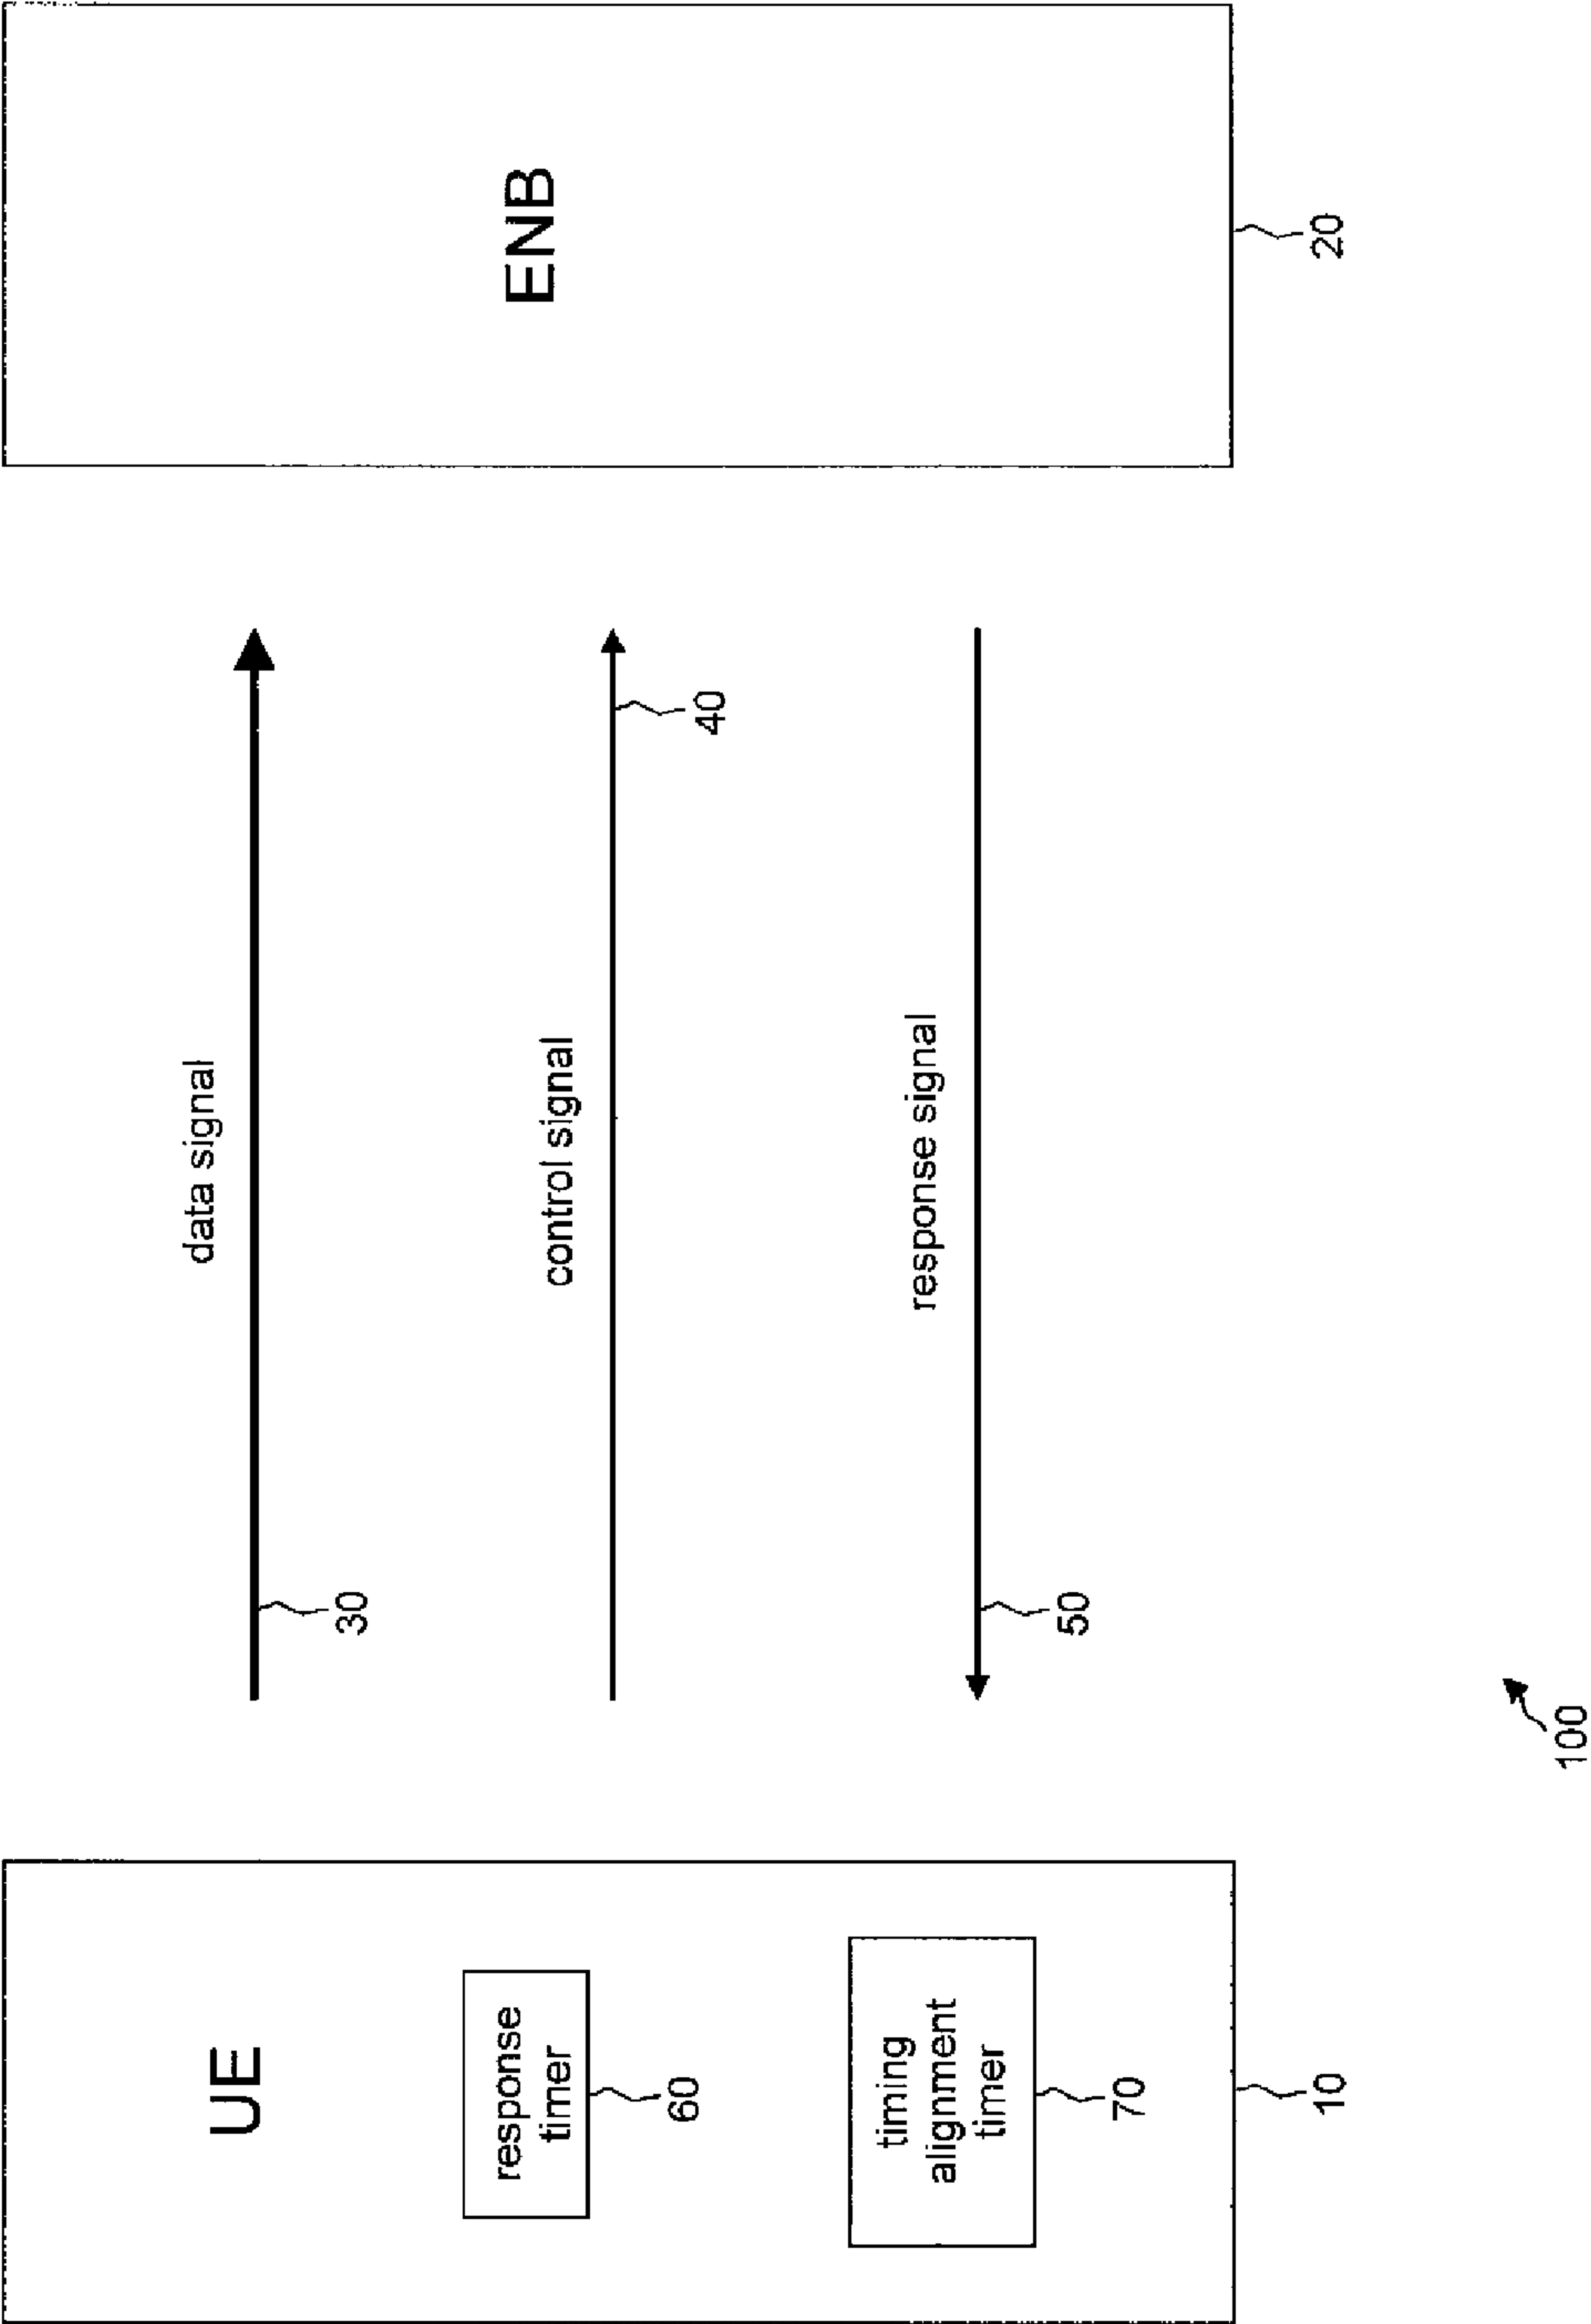 UE
response
timer
60
timing
alignment
timer
70
10
data signal
30
control signal
40
response signal
50
ENB
20
100